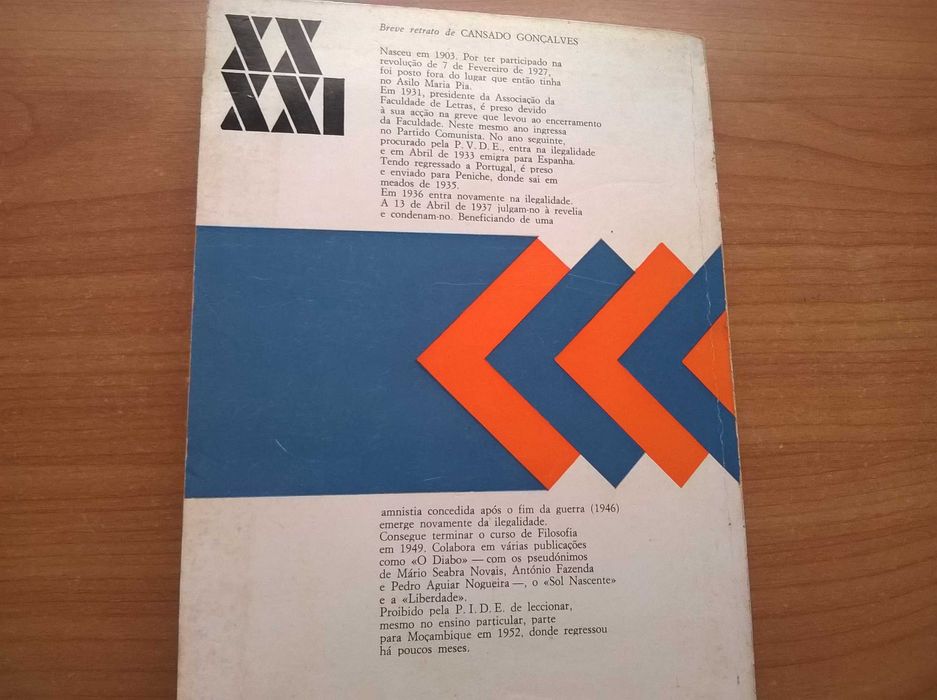 XX
XXI
Breve retrato de CANSADO GONÇALVES
Nasceu em 1903. Por ter participado na
revolução de 7 de Fevereiro de 1927,
foi posto fora do lugar que então tinha
no Asilo Maria Pia.
Em 1931, presidente da Associação da
Faculdade de Letras, é preso devido
à sua acção na greve que levou ao encerramento
da Faculdade. Neste mesmo ano ingressa
no Partido Comunista. No ano seguinte,
procurado pela P.V.D.E., entra na ilegalidade
e em Abril de 1933 emigra para Espanha.
Tendo regressado a Portugal, é preso
e enviado para Peniche, donde sai em
meados de 1935.
Em 1936 entra novamente na ilegalidade.
A 13 de Abril de 1937 julgam-no à revelia
e condenam-no. Beneficiando de uma
amnistia concedida após o fim da guerra (1946)
emerge novamente da ilegalidade.
Consegue terminar o curso de Filosofia
em 1949. Colabora em várias publicações
como «O Diabo» — com os pseudónimos
de Mário Seabra Novais, António Fazenda
e Pedro Aguiar Nogueira —, o «Sol Nascente»
e a «Liberdade».
Proibido pela P.I.D.E. de leccionar,
mesmo no ensino particular, parte
para Moçambique em 1952, donde regressou
há poucos meses.